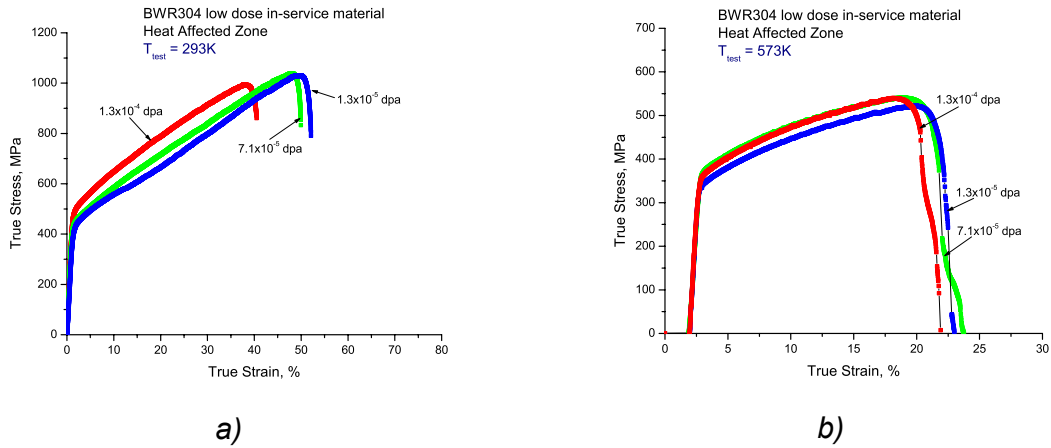 BWR304 low dose in-service material
Heat Affected Zone
T_test = 293K
1200
1000
800
600
400
200
0
True Stress, MPa
1.3x10⁻⁴ dpa
1.3x10⁻⁵ dpa
7.1x10⁻⁵ dpa
0 10 20 30 40 50 60 70 80
True Strain, %
a)
BWR304 low dose in-service material
Heat Affected Zone
T_test = 573K
700
600
500
400
300
200
100
0
True Stress, MPa
1.3x10⁻⁴ dpa
1.3x10⁻⁵ dpa
7.1x10⁻⁵ dpa
0 5 10 15 20 25 30
True Strain, %
b)